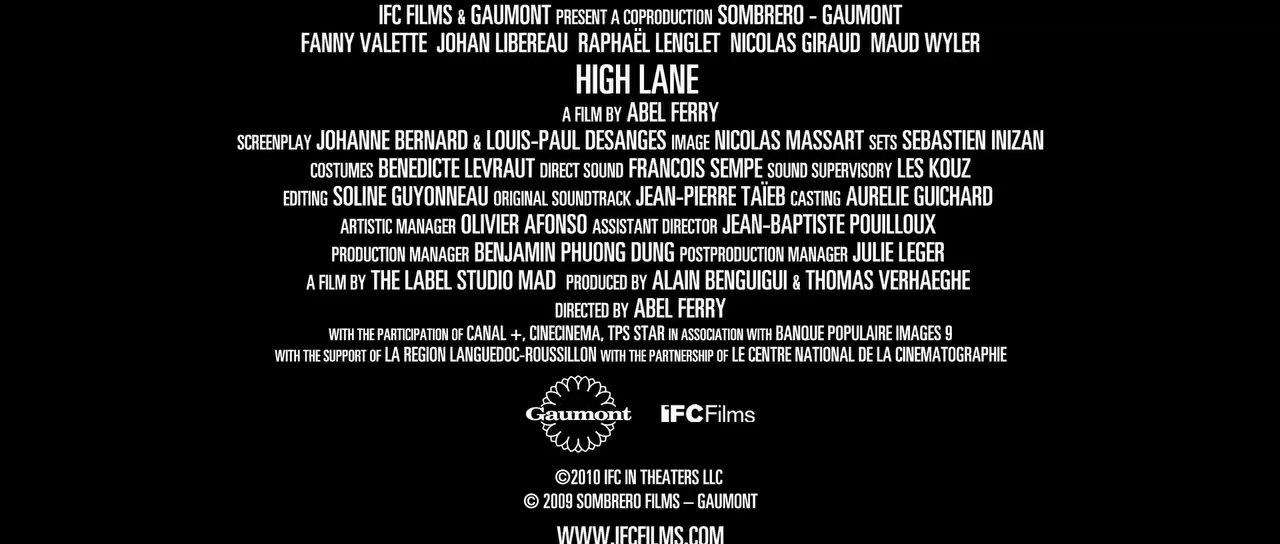 IFC FILMS & GAUMONT PRESENT A COPRODUCTION SOMBRERO - GAUMONT
FANNY VALETTE JOHAN LIBEREAU RAPHAËL LENGLET NICOLAS GIRAUD MAUD WYLER
HIGH LANE
A FILM BY ABEL FERRY
SCREENPLAY JOHANNE BERNARD & LOUIS-PAUL DESANGES IMAGE NICOLAS MASSART SETS SEBASTIEN INIZAN
COSTUMES BENEDICTE LEVRAUT DIRECT SOUND FRANCOIS SEMPE SOUND SUPERVISORY LES KOUZ
EDITING SOLINE GUYONNEAU ORIGINAL SOUNDTRACK JEAN-PIERRE TAÏEB CASTING AURELIE GUICHARD
ARTISTIC MANAGER OLIVIER AFONSO ASSISTANT DIRECTOR JEAN-BAPTISTE POUILLOUX
PRODUCTION MANAGER BENJAMIN PHUONG DUNG POSTPRODUCTION MANAGER JULIE LEGER
A FILM BY THE LABEL STUDIO MAD PRODUCED BY ALAIN BENGUIGUI & THOMAS VERHAEGHE
DIRECTED BY ABEL FERRY
WITH THE PARTICIPATION OF CANAL +, CINECINEMA, TPS STAR IN ASSOCIATION WITH BANQUE POPULAIRE IMAGES 9
WITH THE SUPPORT OF LA REGION LANGUEDOC-ROUSSILLON WITH THE PARTNERSHIP OF LE CENTRE NATIONAL DE LA CINEMATOGRAPHIE
Gaumont IFC Films
©2010 IFC IN THEATERS LLC
© 2009 SOMBRERO FILMS – GAUMONT
WWW.IFCFILMS.COM